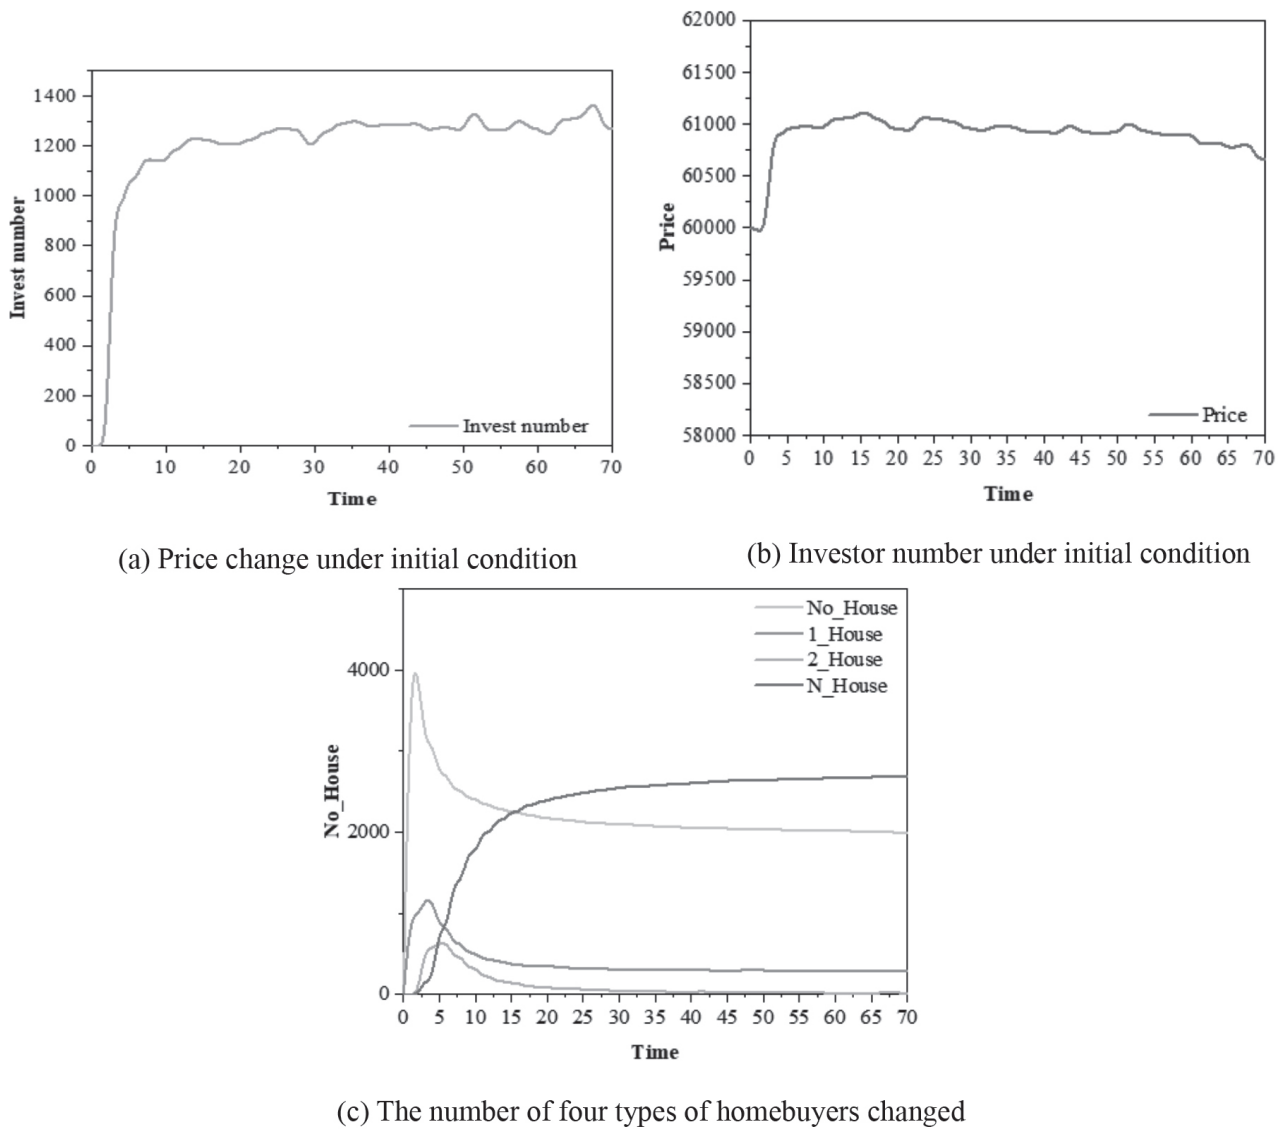 1400
1200
1000
800
600
400
200
0
Invest number
Invest number
0 10 20 30 40 50 60 70
Time
(a) Price change under initial condition
62000
61500
61000
60500
60000
59500
59000
58500
58000
Price
Price
0 5 10 15 20 25 30 35 40 45 50 55 60 65 70
Time
(b) Investor number under initial condition
No_House
1_House
2_House
N_House
4000
2000
0
No_House
0 5 10 15 20 25 30 35 40 45 50 55 60 65 70
Time
(c) The number of four types of homebuyers changed